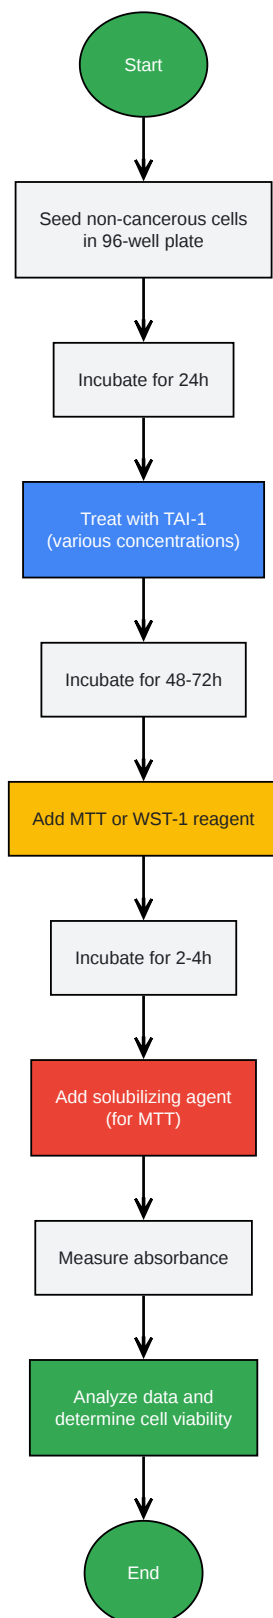 Start
Seed non-cancerous cells
in 96-well plate
Incubate for 24h
Treat with TAI-1
(various concentrations)
Incubate for 48-72h
Add MTT or WST-1 reagent
Incubate for 2-4h
Add solubilizing agent
(for MTT)
Measure absorbance
Analyze data and
determine cell viability
End